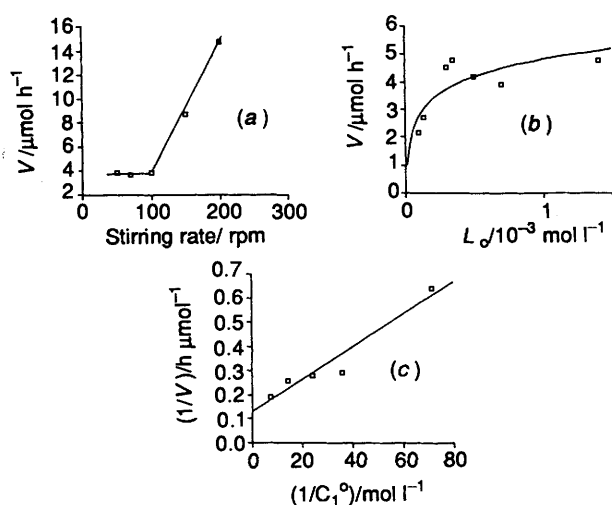 16
14
12
10
8
6
4
2
V/μmol h⁻¹
(a)
0 100 200 300
Stirring rate/ rpm
6
5
4
3
2
1
0
V/μmol h⁻¹
(b)
0 1
L o/10⁻³ mol l⁻¹
0.7
0.6
0.5
0.4
0.3
0.2
0.1
0.0
(1/V)/h μmol⁻¹
(c)
0 20 40 60 80
(1/C₁°)/mol l⁻¹